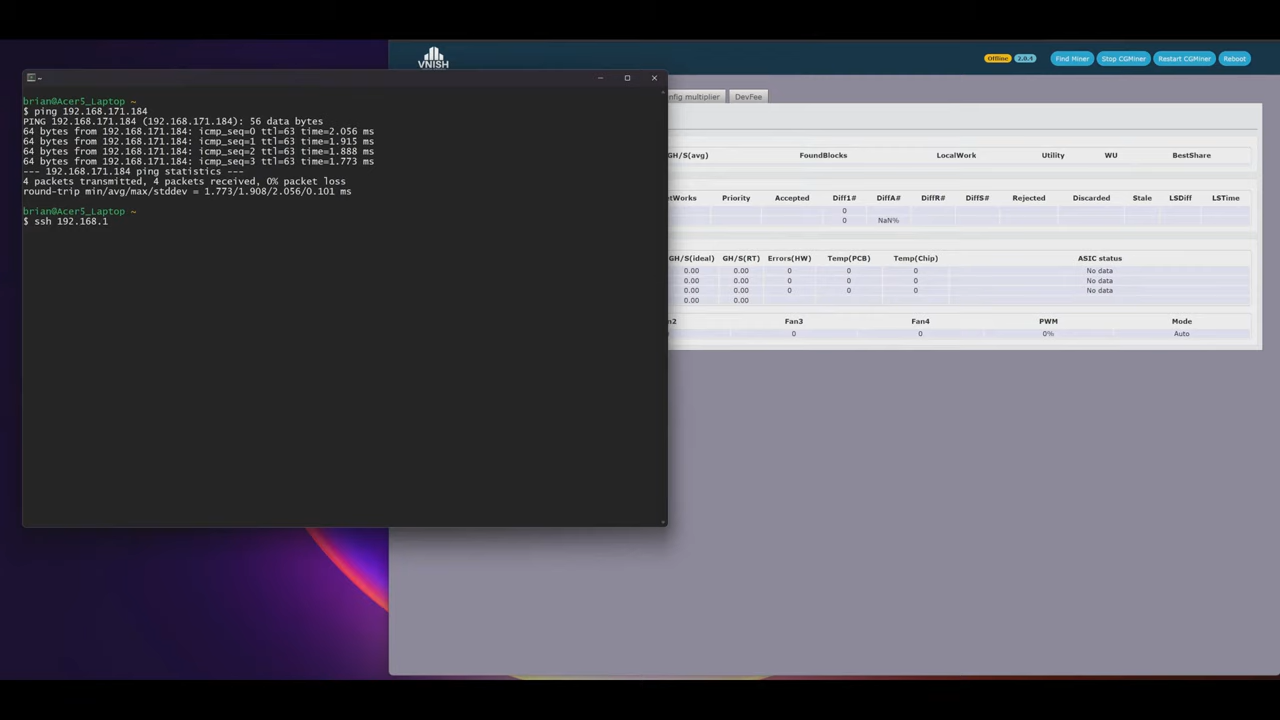 VNISH
Offline 2.0.4 Find Miner Stop CGMiner Restart CGMiner Reboot
~
brian@Acer5_Laptop ~
$ ping 192.168.171.184
PING 192.168.171.184 (192.168.171.184): 56 data bytes
64 bytes from 192.168.171.184: icmp_seq=0 ttl=63 time=2.056 ms
64 bytes from 192.168.171.184: icmp_seq=1 ttl=63 time=1.915 ms
64 bytes from 192.168.171.184: icmp_seq=2 ttl=63 time=1.888 ms
64 bytes from 192.168.171.184: icmp_seq=3 ttl=63 time=1.773 ms
--- 192.168.171.184 ping statistics ---
4 packets transmitted, 4 packets received, 0% packet loss
round-trip min/avg/max/stddev = 1.773/1.908/2.056/0.101 ms
brian@Acer5_Laptop ~
$ ssh 192.168.1
nfig multiplier DevFee
GH/S(avg) FoundBlocks LocalWork Utility WU BestShare
etWorks Priority Accepted Diff1# DiffA# DiffR# DiffS# Rejected Discarded Stale LSDiff LSTime
0
0 NaN%
GH/S(ideal) GH/S(RT) Errors(HW) Temp(PCB) Temp(Chip) ASIC status
0.00 0.00 0 0 0 No data
0.00 0.00 0 0 0 No data
0.00 0.00 0 0 0 No data
0.00 0.00
n2 Fan3 Fan4 PWM Mode
0 0 0% Auto